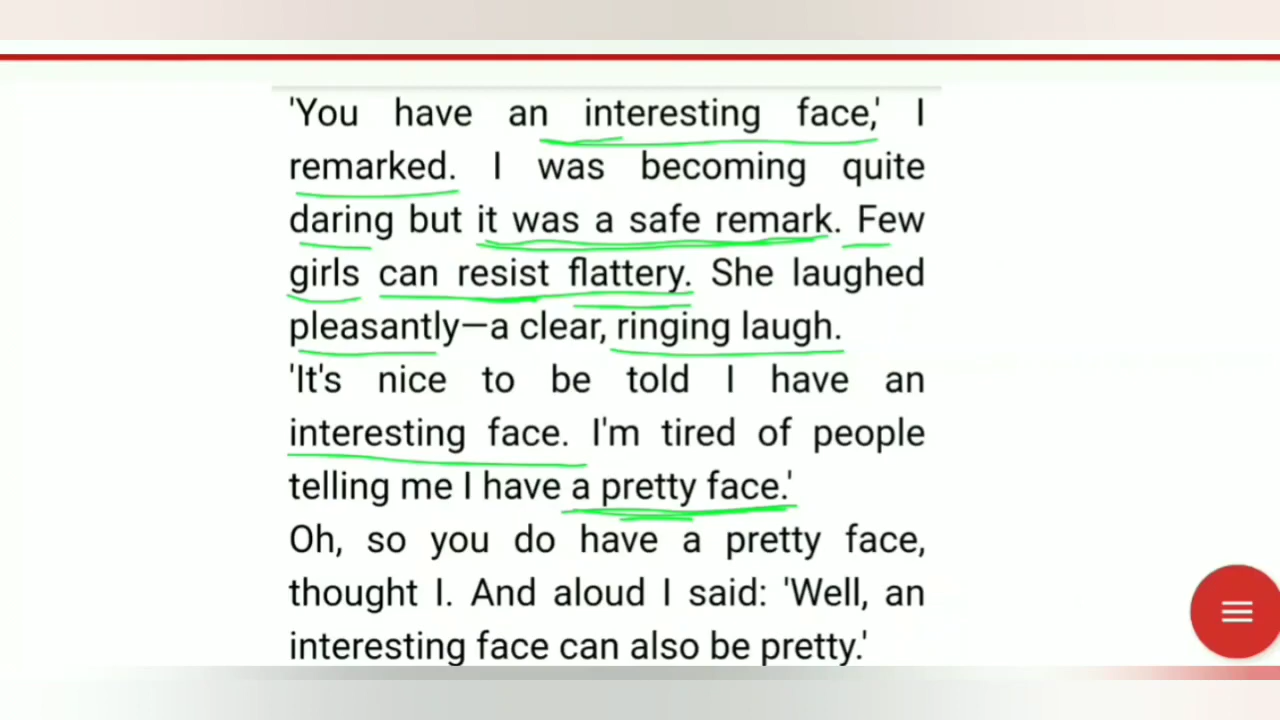 'You have an interesting face,' I
remarked. I was becoming quite
daring but it was a safe remark. Few
girls can resist flattery. She laughed
pleasantly—a clear, ringing laugh.
'It's nice to be told I have an
interesting face. I'm tired of people
telling me I have a pretty face.'
Oh, so you do have a pretty face,
thought I. And aloud I said: 'Well, an
interesting face can also be pretty.'